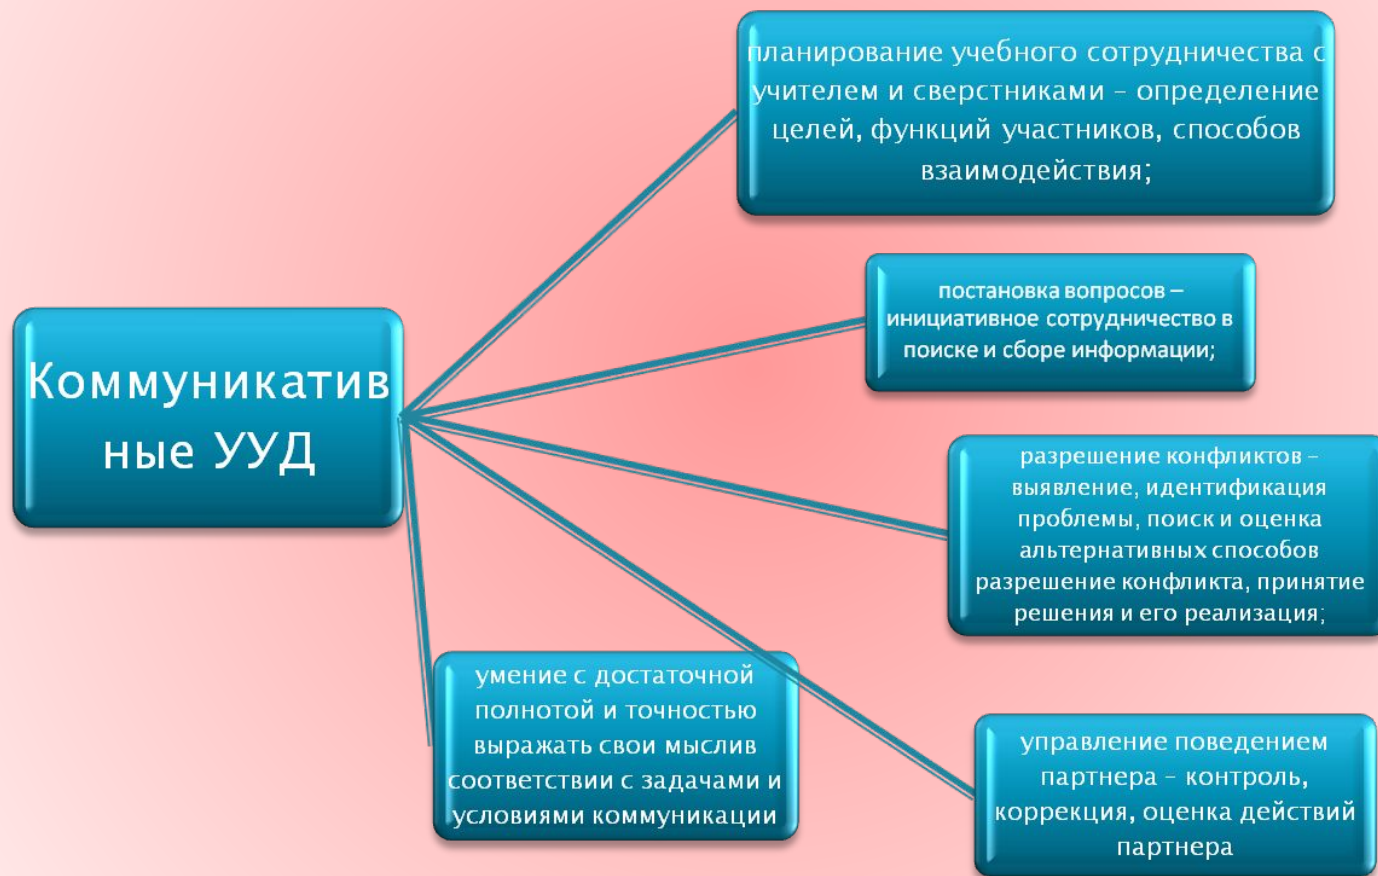 планирование учебного сотрудничества с
учителем и сверстниками – определение
целей, функций участников, способов
взаимодействия;
постановка вопросов –
инициативное сотрудничество в
поиске и сборе информации;
Коммуникатив
ные УУД
разрешение конфликтов –
выявление, идентификация
проблемы, поиск и оценка
альтернативных способов
разрешение конфликта, принятие
решения и его реализация;
умение с достаточной
полнотой и точностью
выражать свои мыслив
соответствии с задачами и
условиями коммуникации
управление поведением
партнера – контроль,
коррекция, оценка действий
партнера